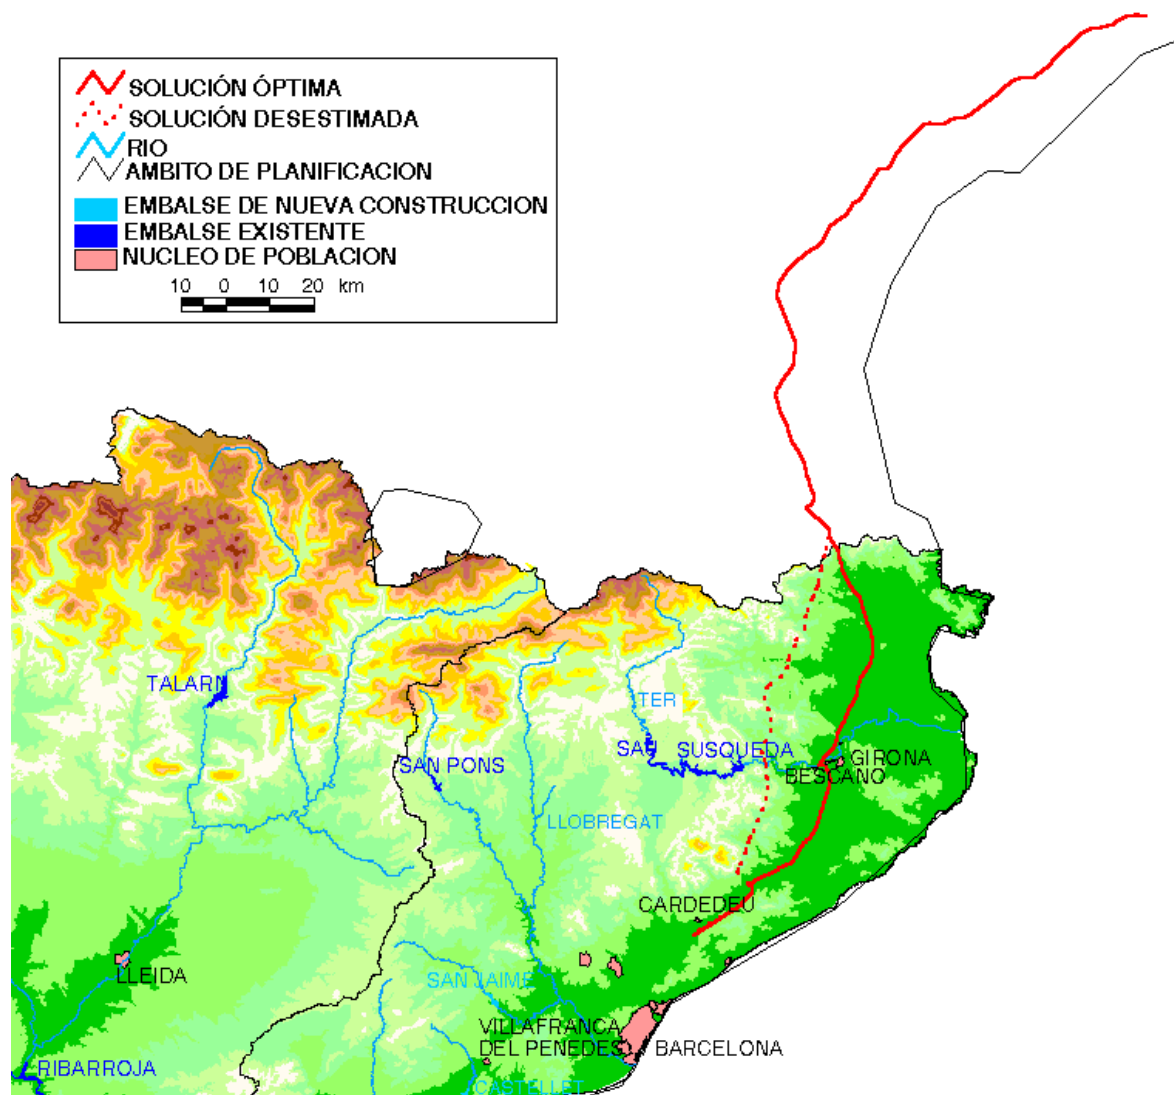 SOLUCIÓN ÓPTIMA
SOLUCIÓN DESESTIMADA
RIO
AMBITO DE PLANIFICACION
EMBALSE DE NUEVA CONSTRUCCION
EMBALSE EXISTENTE
NUCLEO DE POBLACION
10 0 10 20 km
TALARN
TER
SAU SUSQUEDA
GIRONA
BESCANO
SAN PONS
LLOBREGAT
CARDEDEU
LLEIDA
SAN JAIME
VILLAFRANCA
DEL PENEDES
BARCELONA
RIBARROJA
CASTELLET